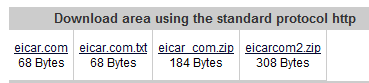 Download area using the standard protocol http
eicar.com eicar.com.txt eicar_com.zip eicarcom2.zip
68 Bytes 68 Bytes 184 Bytes 308 Bytes